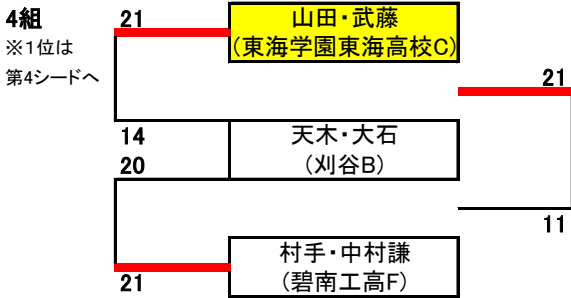 4組
※1位は
第4シードへ
21
山田・武藤
(東海学園東海高校C)
21
14
天木・大石
20
(刈谷B)
11
村手・中村謙
21
(碧南工高F)